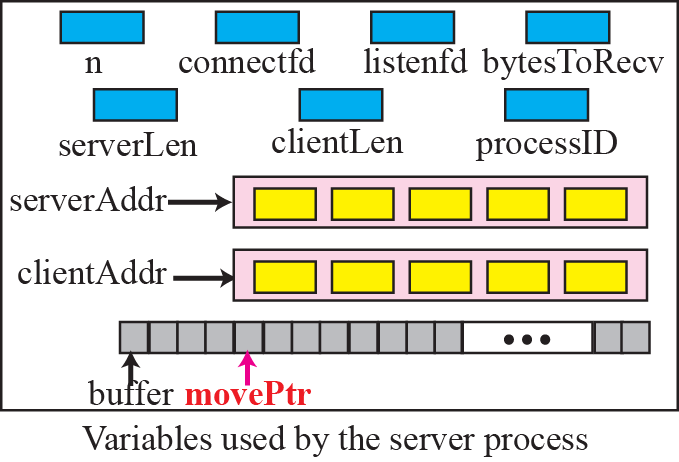 n connectfd listenfd bytesToRecv
serverLen clientLen processID
serverAddr
clientAddr
buffer movePtr
Variables used by the server process